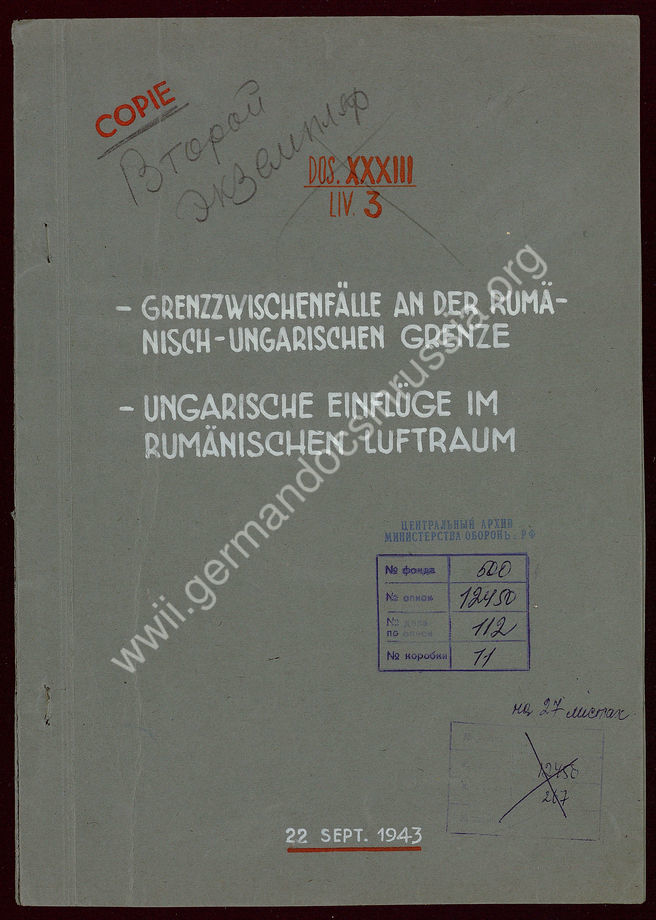 COPIE
Второй
экземпляр
DOS. XXXIII
LIV. 3
- GRENZZWISCHENFÄLLE AN DER RUMÄ-
NISCH-UNGARISCHEN GRENZE
- UNGARISCHE EINFLÜGE IM
RUMÄNISCHEN LUFTRAUM
wwii.germandocsinrussia.org
ЦЕНТРАЛЬНЫЙ АРХИВ
МИНИСТЕРСТВА ОБОРОНЫ РФ
№ фонда 500
№ описи 12450
№ дела
по описи 112
№ коробки 11
на 27 листах
12450
267
22 SEPT. 1943